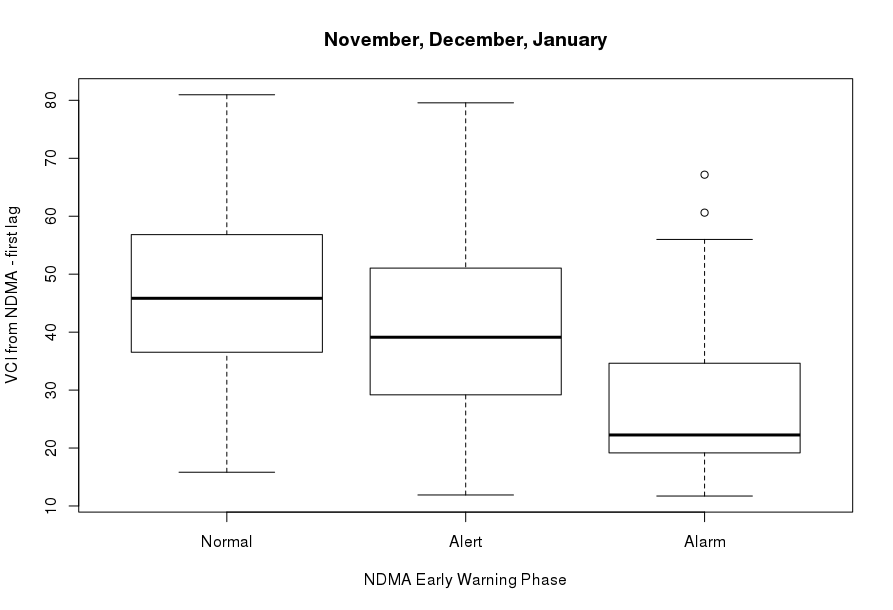 November, December, January
VCI from NDMA - first lag
80
70
60
50
40
30
20
10
Normal Alert Alarm
NDMA Early Warning Phase